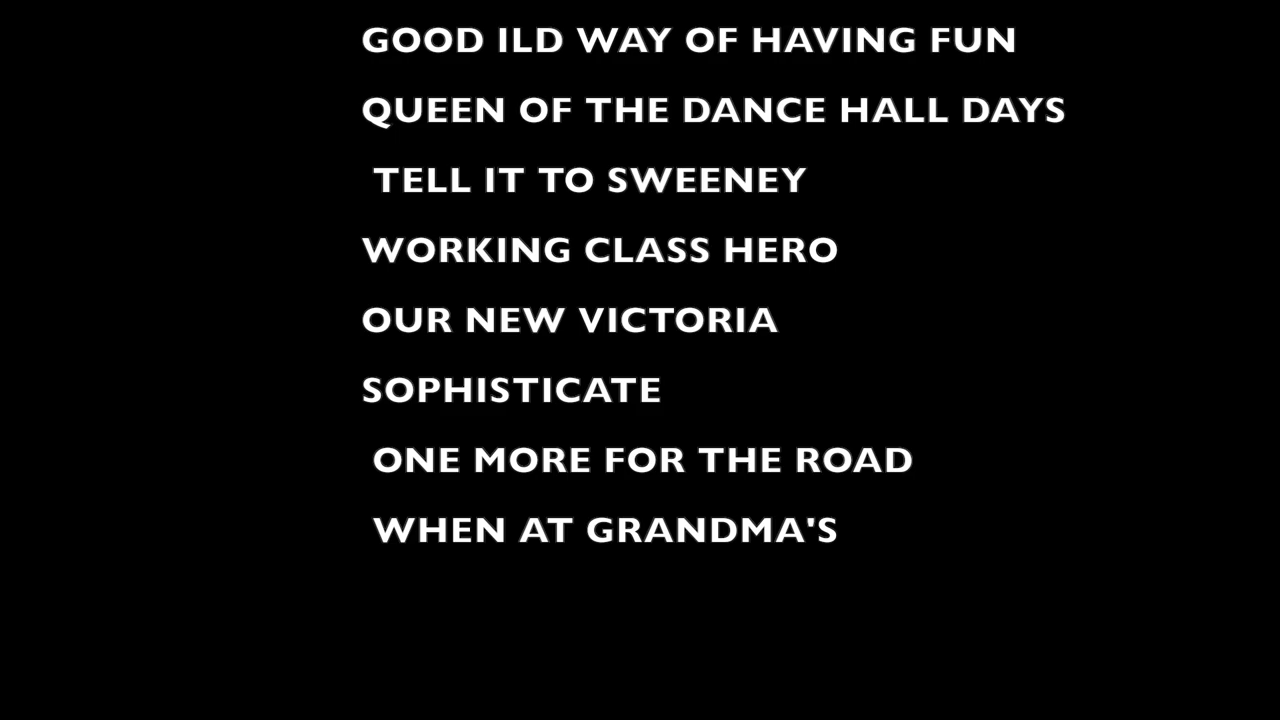 GOOD ILD WAY OF HAVING FUN
QUEEN OF THE DANCE HALL DAYS
TELL IT TO SWEENEY
WORKING CLASS HERO
OUR NEW VICTORIA
SOPHISTICATE
ONE MORE FOR THE ROAD
WHEN AT GRANDMA'S